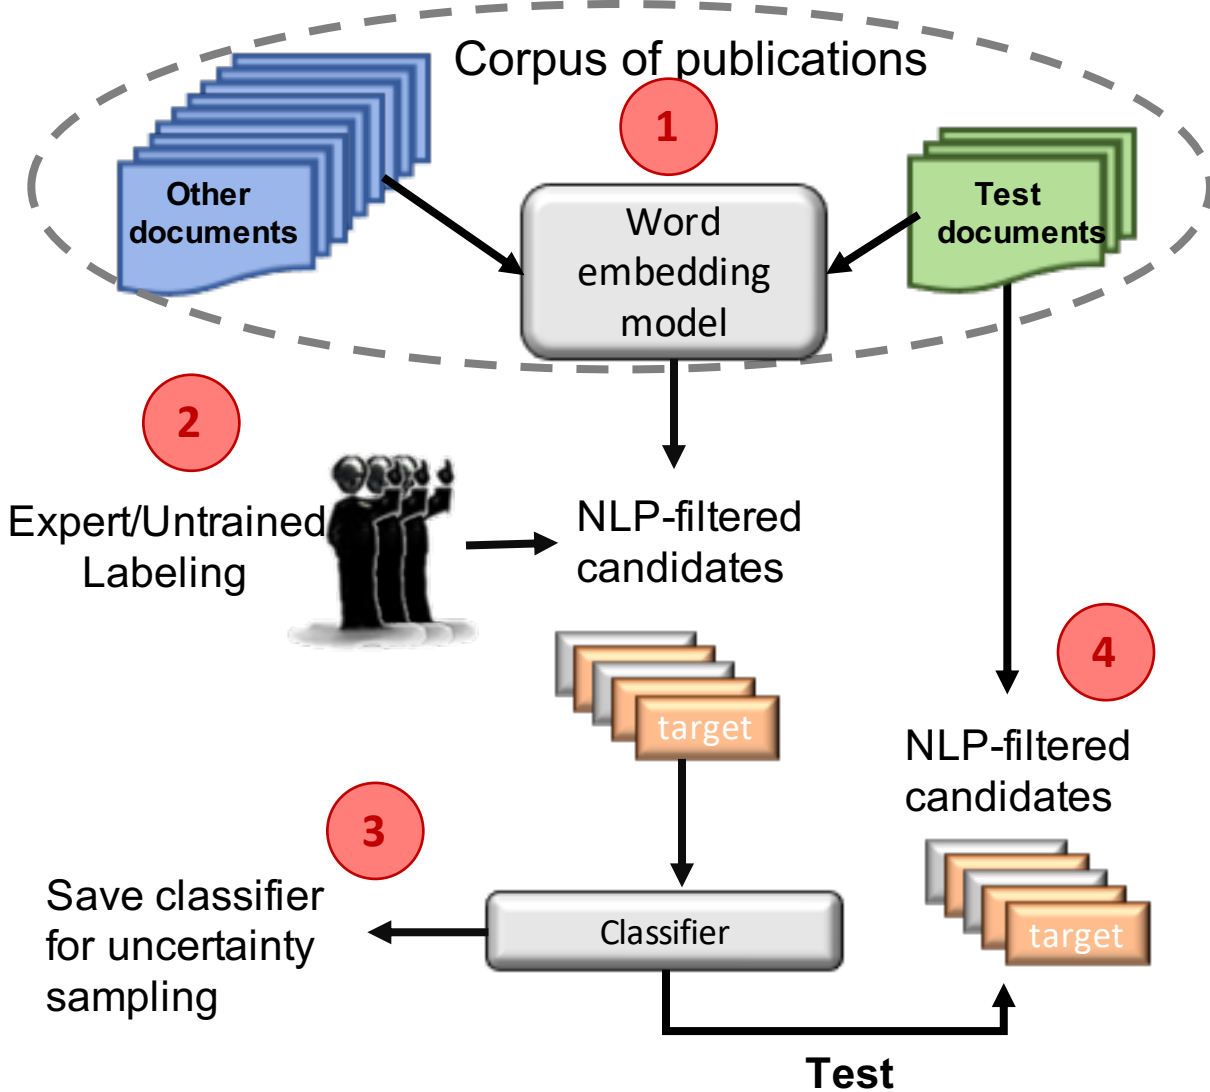 Corpus of publications
1
Other
documents
Word
embedding
model
Test
documents
2
Expert/Untrained
Labeling
NLP-filtered
candidates
target
4
NLP-filtered
candidates
target
3
Save classifier
for uncertainty
sampling
Classifier
Test